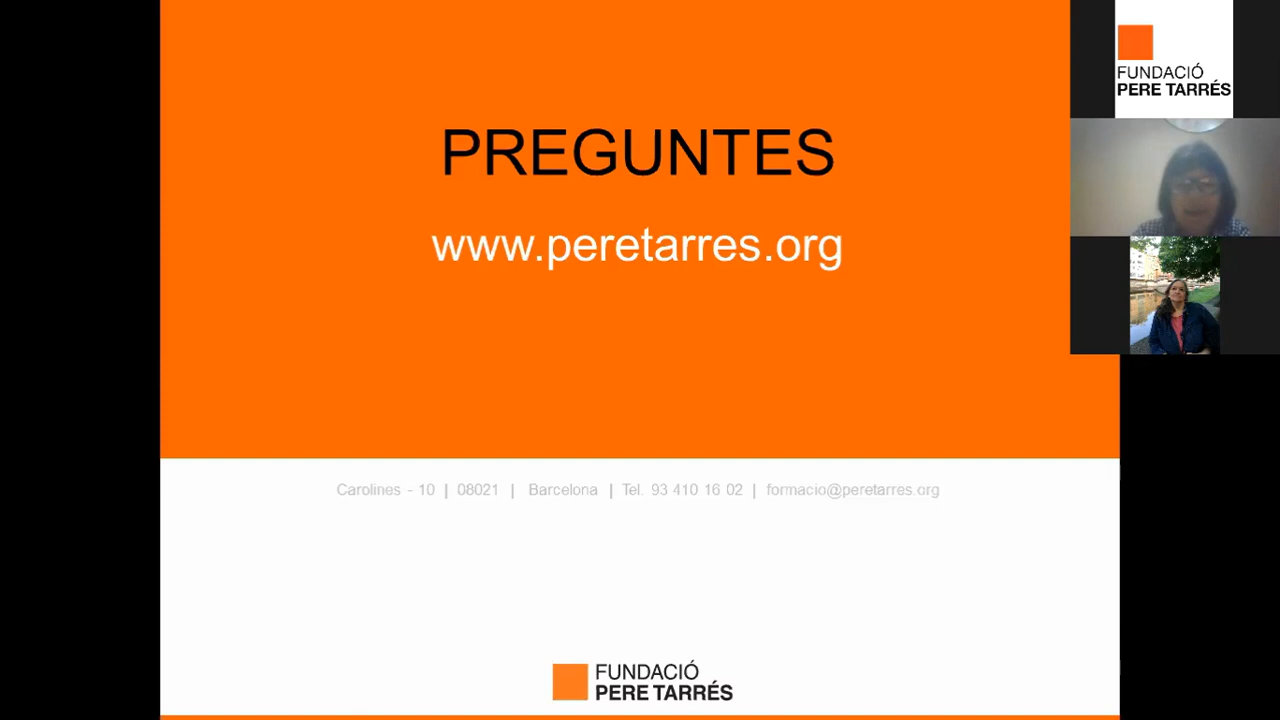 PREGUNTES
www.peretarres.org
Carolines - 10 | 08021 | Barcelona | Tel. 93 410 16 02 | formacio@peretarres.org
FUNDACIÓ
PERE TARRÉS
FUNDACIÓ
PERE TARRÉS